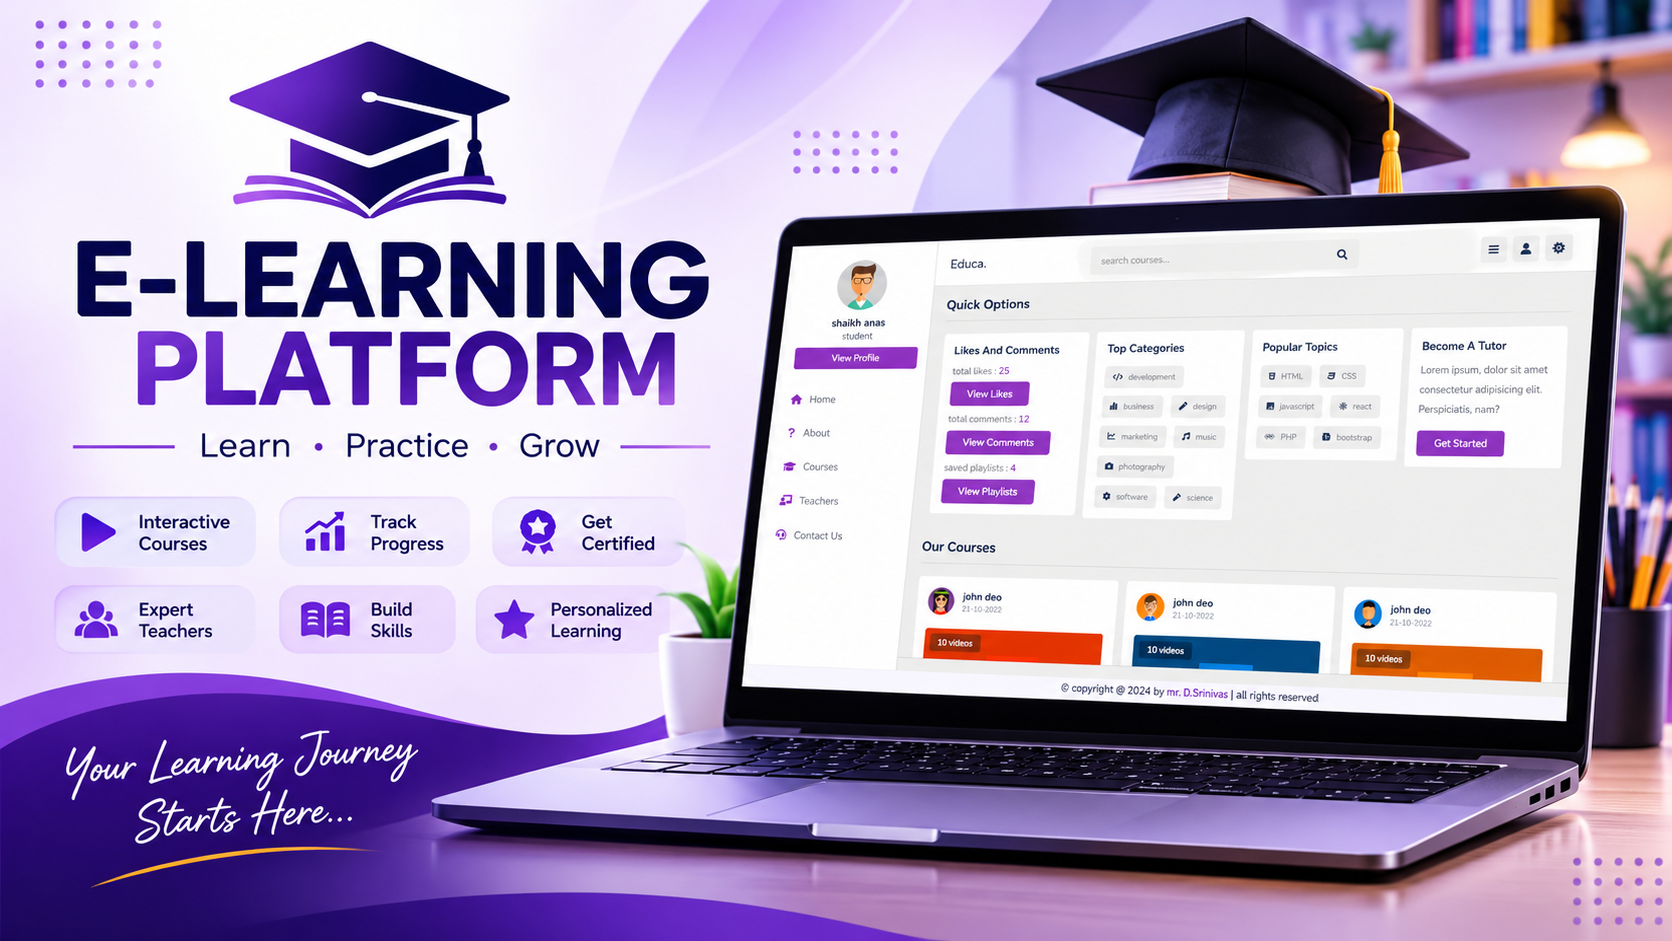 E-LEARNING
PLATFORM
Learn • Practice • Grow
Interactive
Courses
Track
Progress
Get
Certified
Expert
Teachers
Build
Skills
Personalized
Learning
Your Learning Journey
Starts Here...
shaikh anas
student
View Profile
Home
About
Courses
Teachers
Contact Us
Educa.
search courses...
Quick Options
Likes And Comments
total likes : 25
View Likes
total comments : 12
View Comments
saved playlists : 4
View Playlists
Top Categories
development
business
design
marketing
music
photography
software
science
Popular Topics
HTML
CSS
javascript
react
PHP
bootstrap
Become A Tutor
Lorem ipsum, dolor sit amet
consectetur adipisicing elit.
Perspiciatis, nam?
Get Started
Our Courses
john deo
21-10-2022
10 videos
john deo
21-10-2022
10 videos
john deo
21-10-2022
10 videos
© copyright @ 2024 by mr. D.Srinivas | all rights reserved